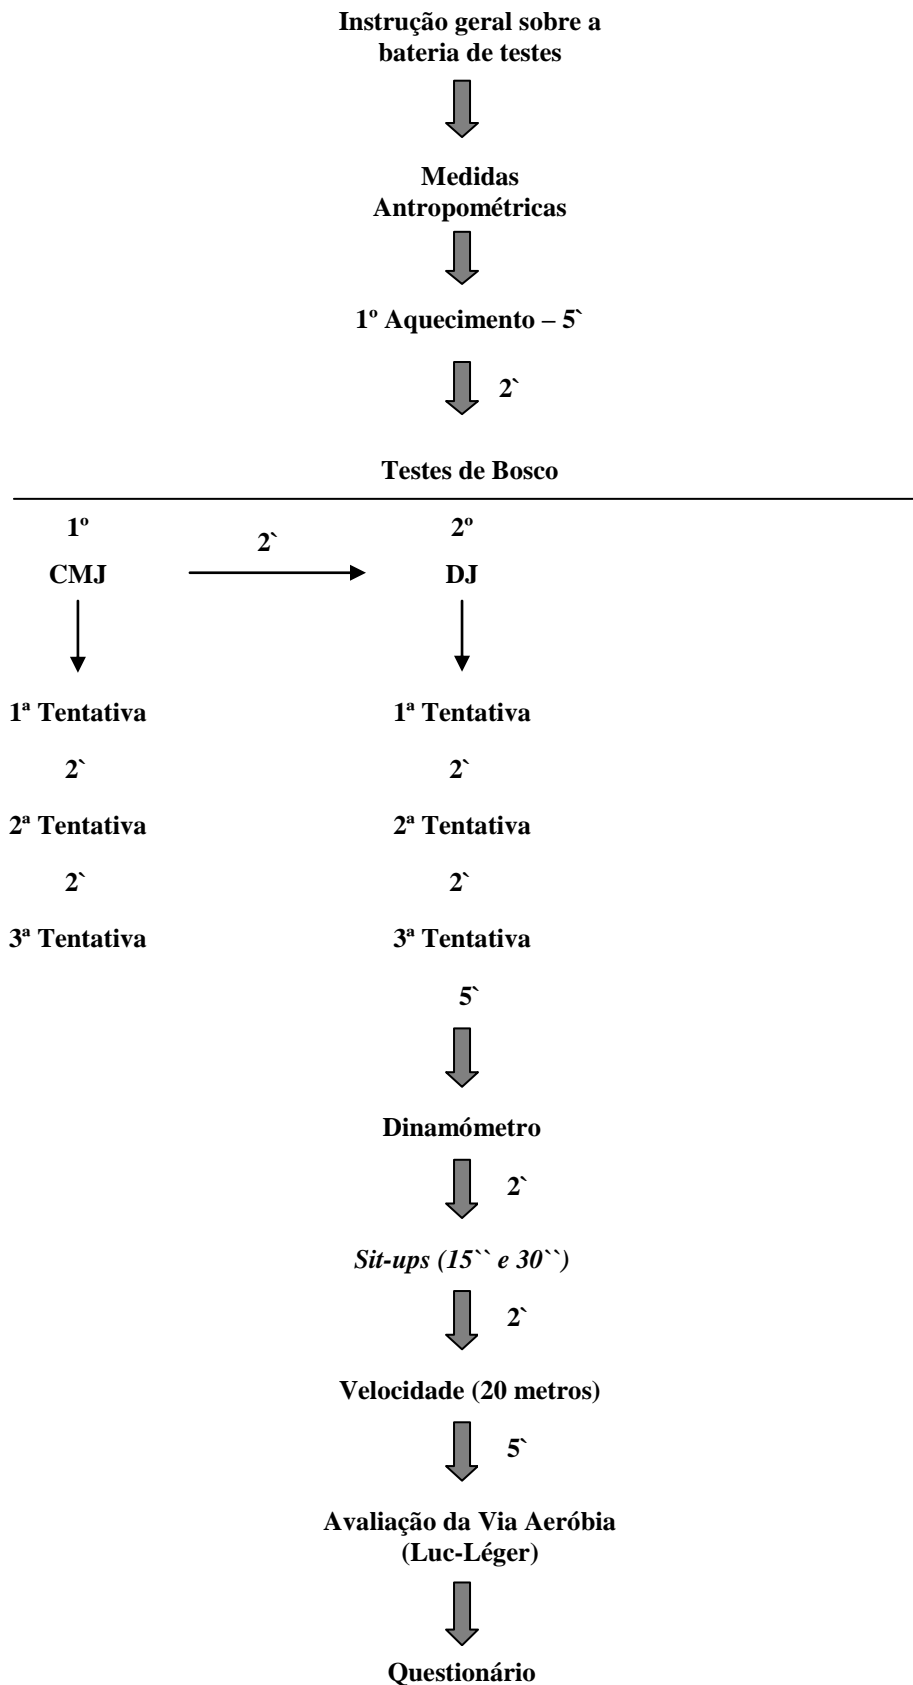 Instrução geral sobre a
bateria de testes
Medidas
Antropométricas
1º Aquecimento – 5`
2`
Testes de Bosco
1º
2`
2º
CMJ
DJ
1ª Tentativa
1ª Tentativa
2`
2`
2ª Tentativa
2ª Tentativa
2`
2`
3ª Tentativa
3ª Tentativa
5`
Dinamómetro
2`
Sit-ups (15`` e 30``)
2`
Velocidade (20 metros)
5`
Avaliação da Via Aeróbia
(Luc-Léger)
Questionário